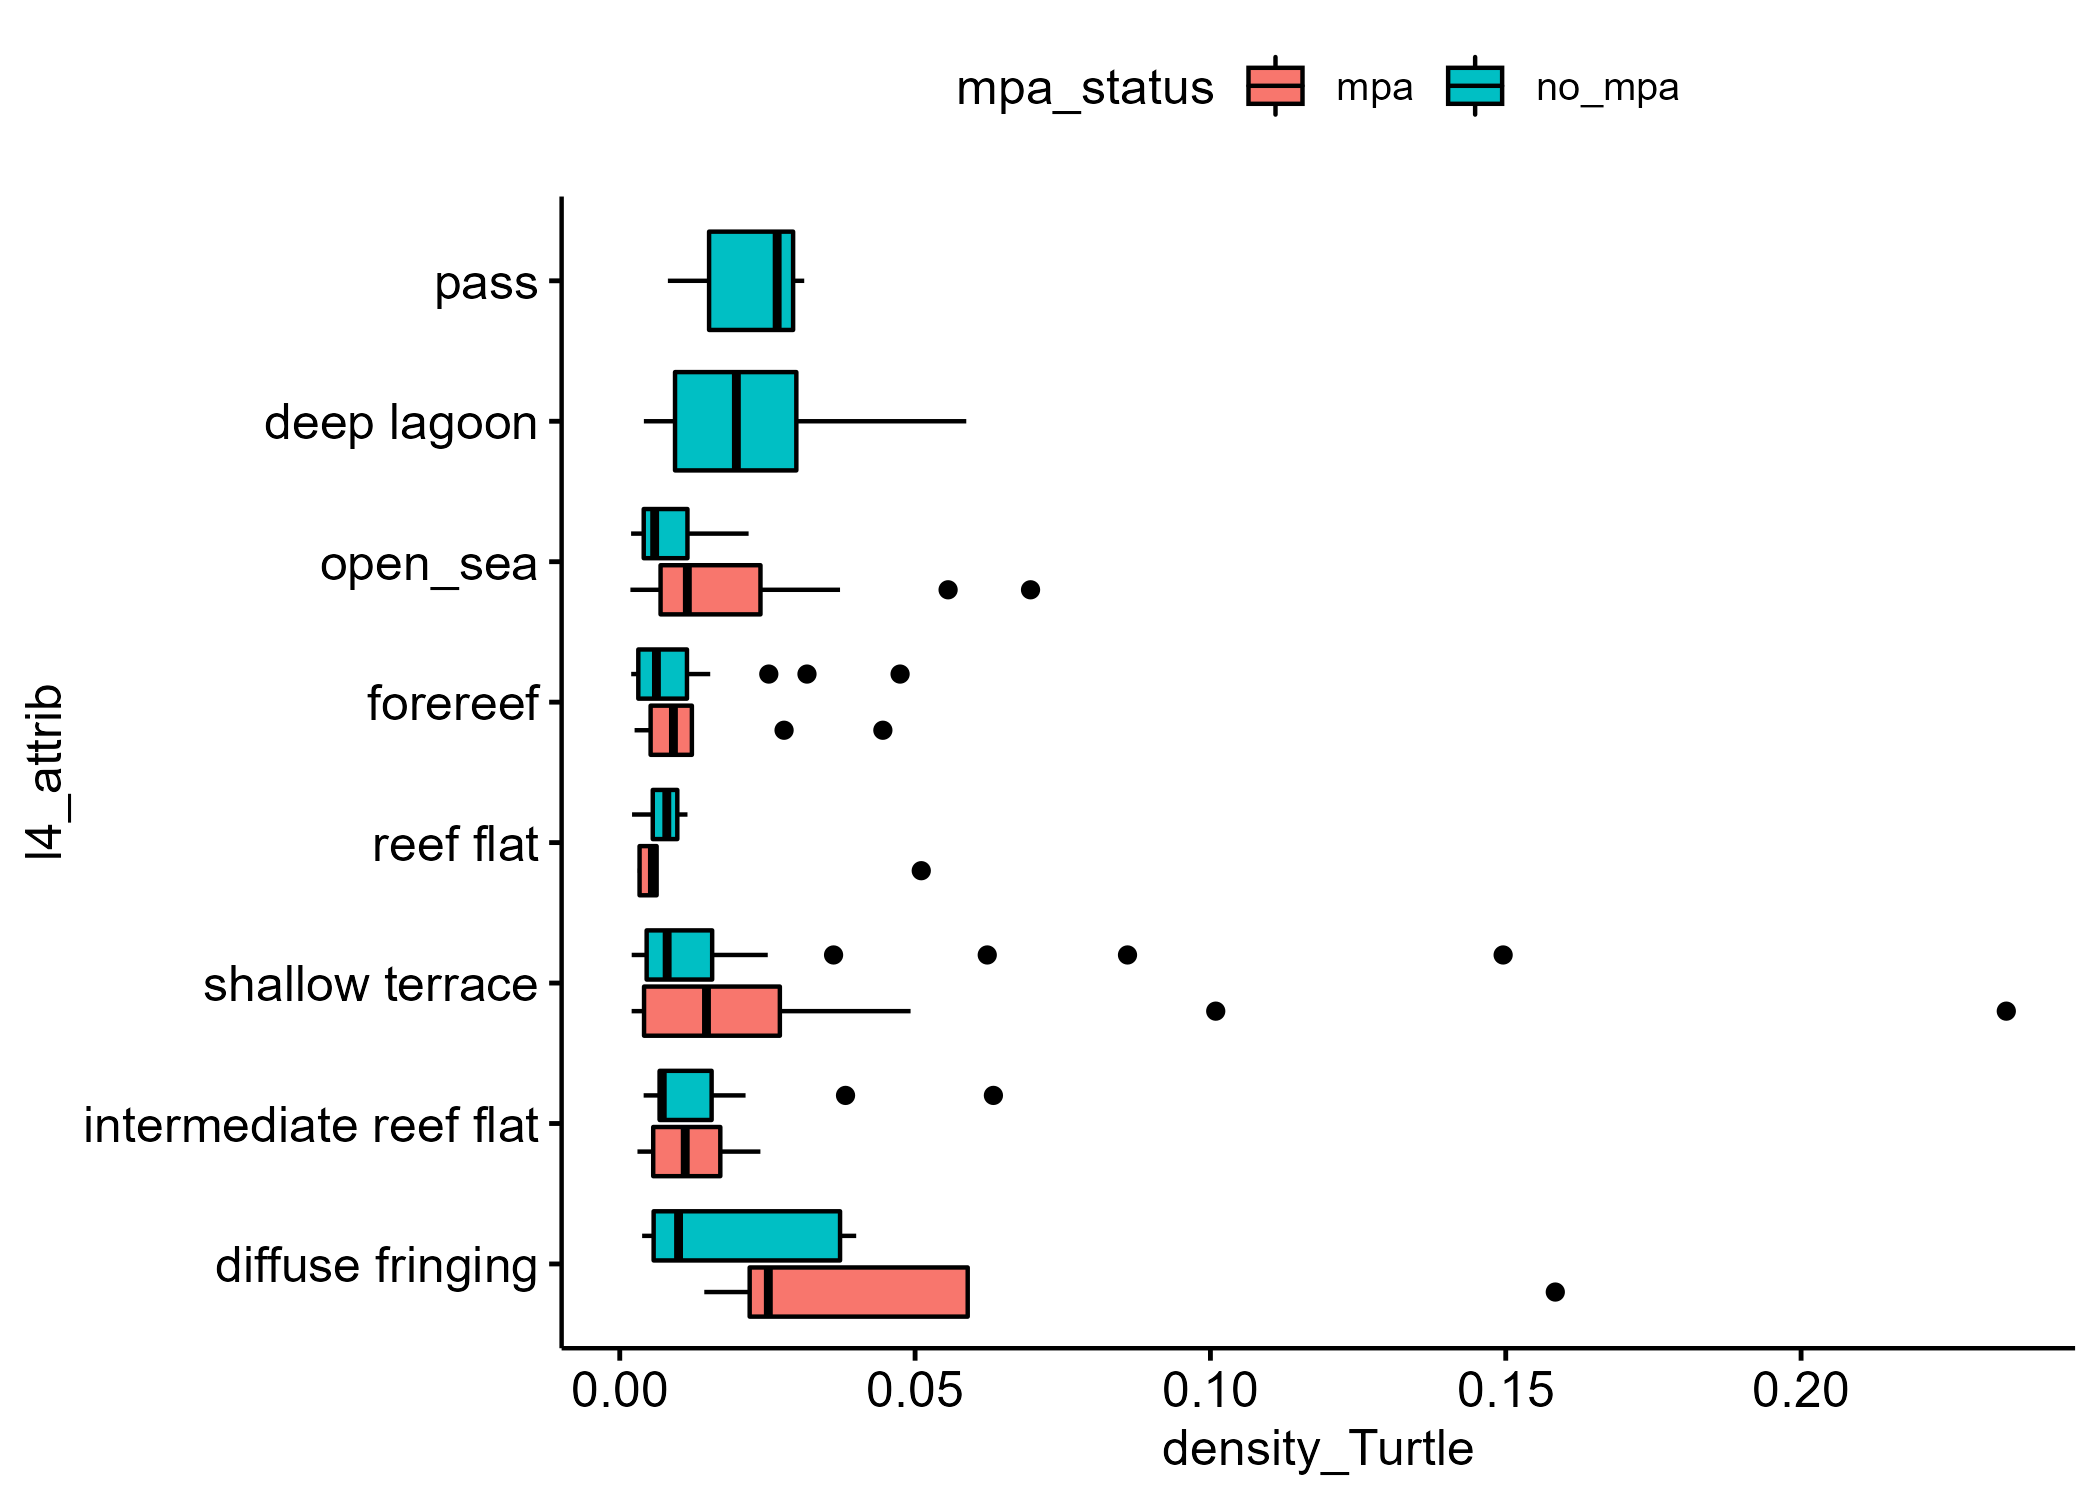 mpa_status mpa no_mpa
pass
deep lagoon
open_sea
forereef
reef flat
shallow terrace
intermediate reef flat
diffuse fringing
l4_attrib
0.00 0.05 0.10 0.15 0.20
density_Turtle